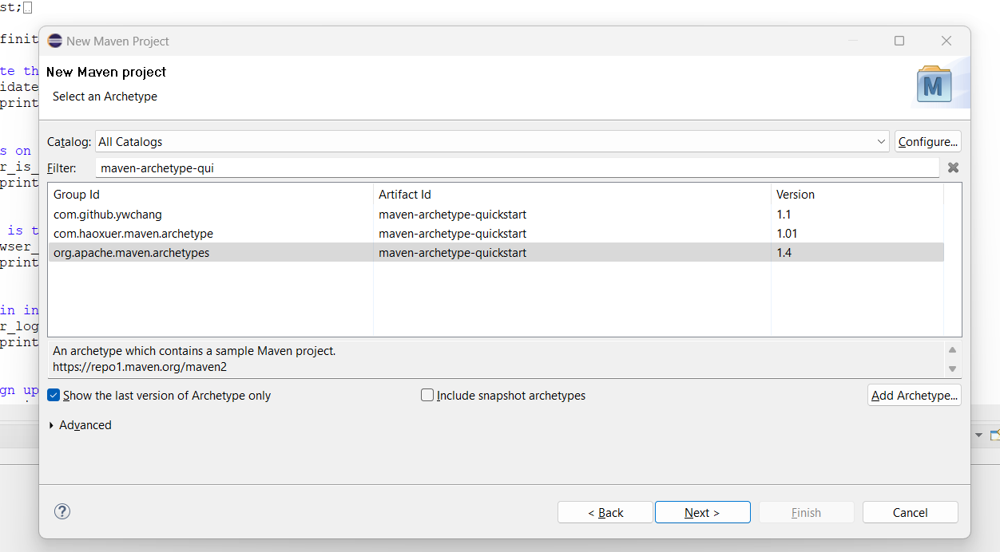 st;
New Maven Project
finit
New Maven project
te th
idate
Select an Archetype
print
Catalog: All Catalogs Configure...
s on
r_is_
Filter: maven-archetype-qui
print
Group Id Artifact Id Version
com.github.ywchang maven-archetype-quickstart 1.1
is t
com.haoxuer.maven.archetype maven-archetype-quickstart 1.01
wser_
org.apache.maven.archetypes maven-archetype-quickstart 1.4
print
in in
r_log
print
An archetype which contains a sample Maven project.
https://repo1.maven.org/maven2
gn up
Show the last version of Archetype only Include snapshot archetypes Add Archetype...
Advanced
< Back Next > Finish Cancel